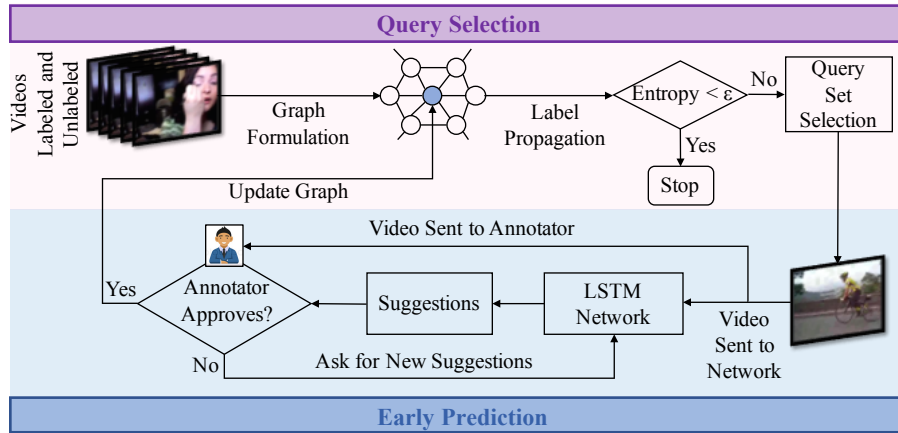 Query Selection
Videos
Labeled and
Unlabeled
Graph
Formulation
Label
Propagation
Entropy < ε
No
Query
Set
Selection
Yes
Stop
Update Graph
Video Sent to Annotator
Yes
Annotator
Approves?
Suggestions
LSTM
Network
Video
Sent to
Network
No
Ask for New Suggestions
Early Prediction